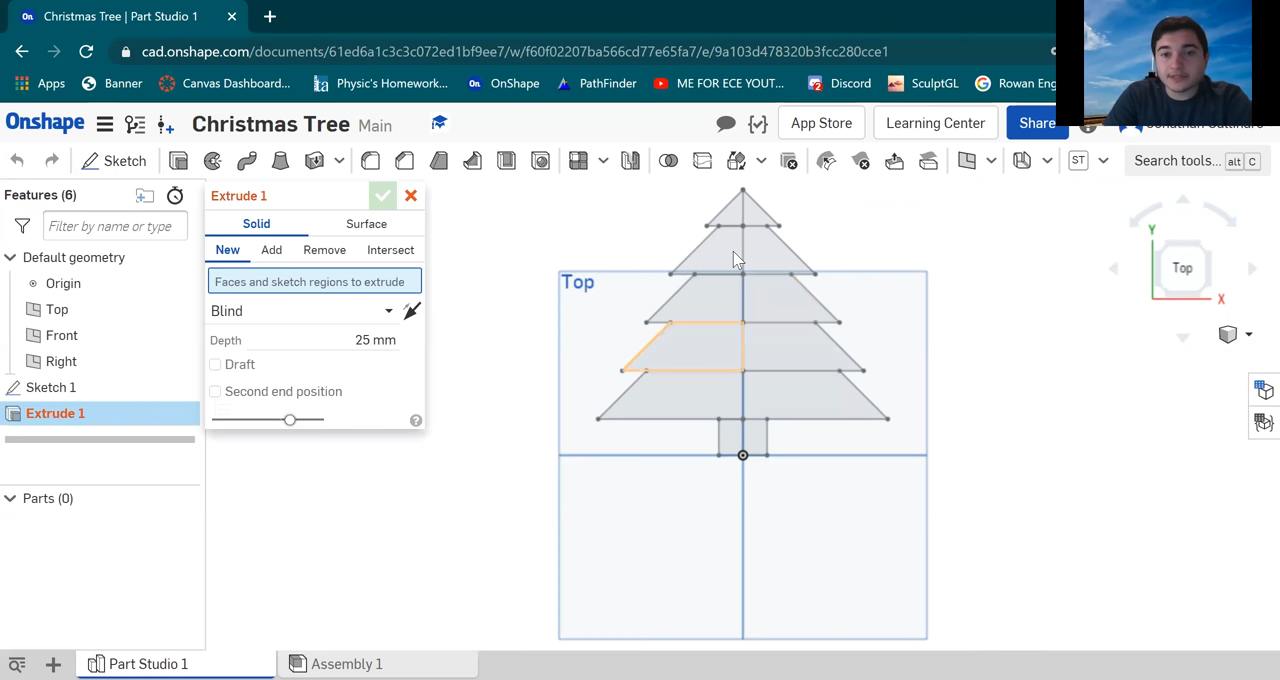 On Christmas Tree | Part Studio 1
cad.onshape.com/documents/61ed6a1c3c3c072ed1bf9ee7/w/f60f02207ba566cd77e65fa7/e/9a103d478320b3fcc280cce1
Apps Banner Canvas Dashboard... Physic's Homework... On OnShape PathFinder ME FOR ECE YOUT... Discord SculptGL Rowan Eng
Onshape Christmas Tree Main App Store Learning Center Share
Sketch ST Search tools... alt C
Features (6)
Filter by name or type
Default geometry
Origin
Top
Front
Right
Sketch 1
Extrude 1
Parts (0)
Extrude 1
Solid Surface
New Add Remove Intersect
Faces and sketch regions to extrude
Blind
Depth 25 mm
Draft
Second end position
Top
Y
Top
X
Part Studio 1 Assembly 1